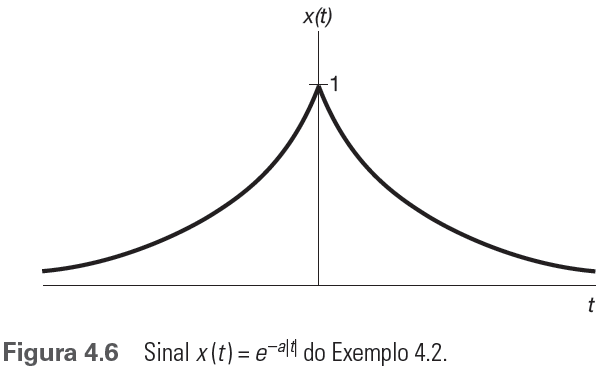 x(t)
1
t
Figura 4.6 Sinal x(t) = e^{-a|t|} do Exemplo 4.2.